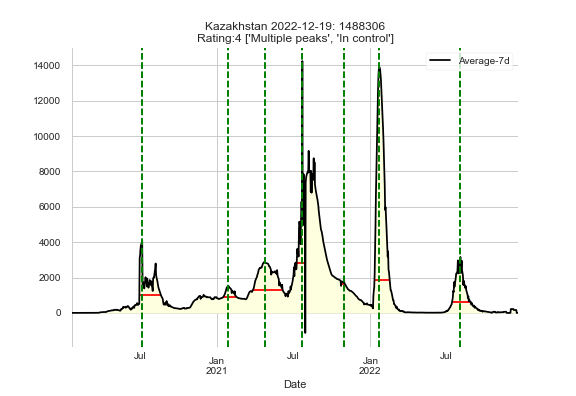 Kazakhstan 2022-12-19: 1488306
Rating:4 ['Multiple peaks', 'In control']
Average-7d
14000
12000
10000
8000
6000
4000
2000
0
Jul
Jan
2021
Jul
Jan
2022
Jul
Date